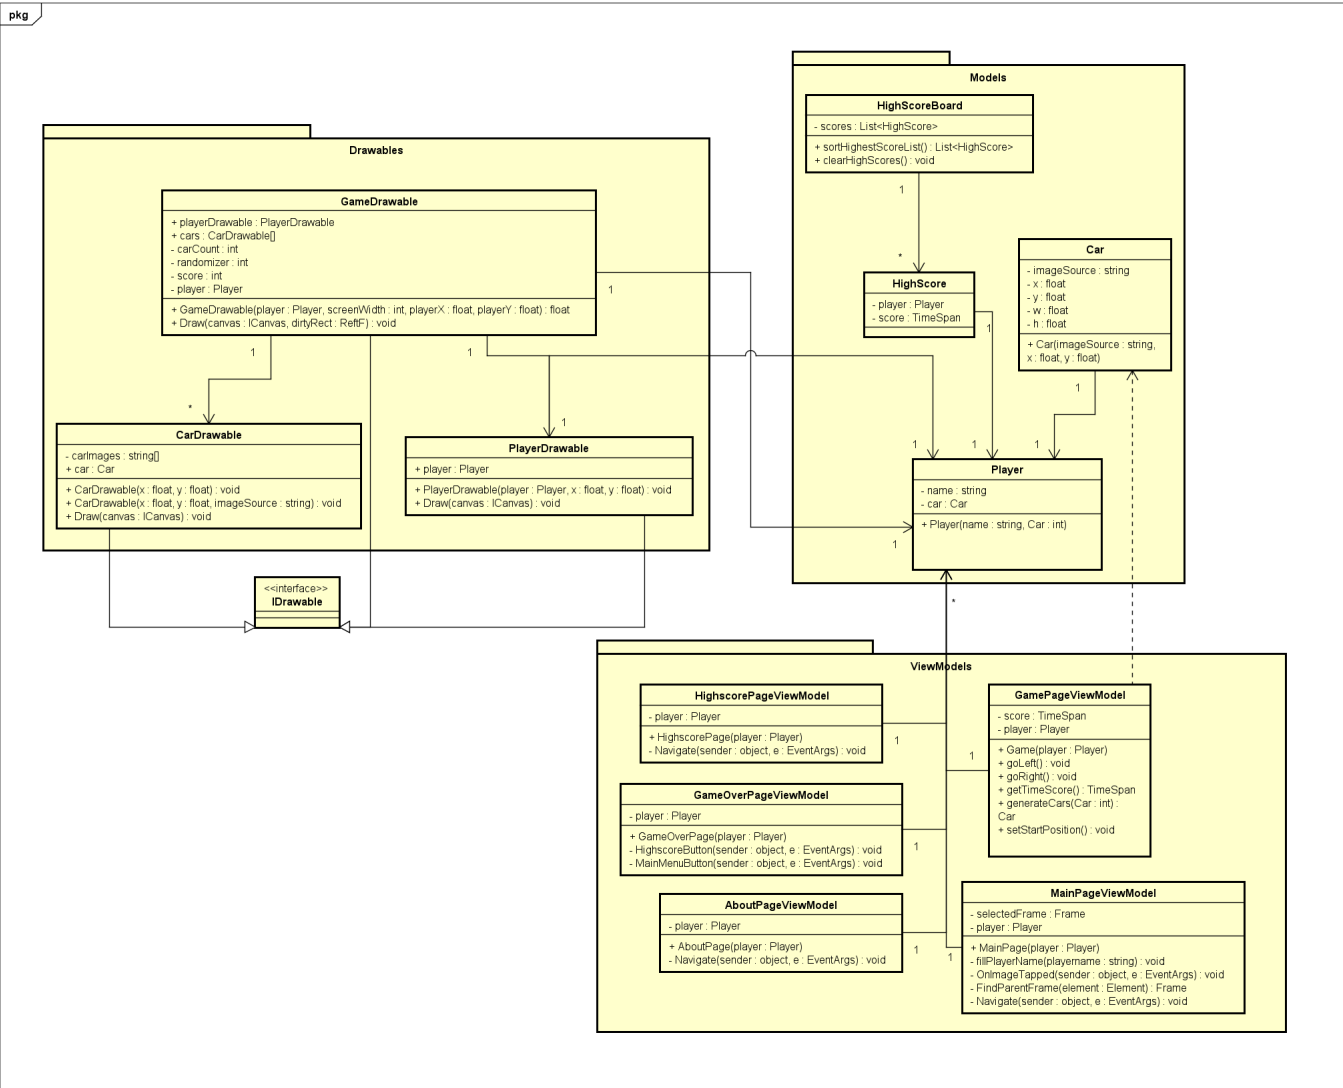 pkg
Drawables
GameDrawable
+ playerDrawable : PlayerDrawable
+ cars : CarDrawable[]
- carCount : int
- randomizer : int
- score : int
- player : Player
+ GameDrawable(player : Player, screenWidth : int, playerX : float, playerY : float) : float
+ Draw(canvas : ICanvas, dirtyRect : ReftF) : void
1
1
1
*
1
CarDrawable
- carImages : string[]
+ car : Car
+ CarDrawable(x : float, y : float) : void
+ CarDrawable(x : float, y : float, imageSource : string) : void
+ Draw(canvas : ICanvas) : void
PlayerDrawable
+ player : Player
+ PlayerDrawable(player : Player, x : float, y : float) : void
+ Draw(canvas : ICanvas) : void
<<interface>>
IDrawable
Models
HighScoreBoard
- scores : List<HighScore>
+ sortHighestScoreList() : List<HighScore>
+ clearHighScores() : void
1
*
HighScore
- player : Player
- score : TimeSpan
1
Car
- imageSource : string
- x : float
- y : float
- w : float
- h : float
+ Car(imageSource : string,
x : float, y : float)
1
1
1
1
Player
- name : string
- car : Car
+ Player(name : string, Car : int)
1
*
ViewModels
HighscorePageViewModel
- player : Player
+ HighscorePage(player : Player)
- Navigate(sender : object, e : EventArgs) : void
1
GamePageViewModel
- score : TimeSpan
- player : Player
+ Game(player : Player)
+ goLeft() : void
+ goRight() : void
+ getTimeScore() : TimeSpan
+ generateCars(Car : int) :
Car
+ setStartPosition() : void
1
GameOverPageViewModel
- player : Player
+ GameOverPage(player : Player)
- HighscoreButton(sender : object, e : EventArgs) : void
- MainMenuButton(sender : object, e : EventArgs) : void
1
AboutPageViewModel
- player : Player
+ AboutPage(player : Player)
- Navigate(sender : object, e : EventArgs) : void
1
1
MainPageViewModel
- selectedFrame : Frame
- player : Player
+ MainPage(player : Player)
- fillPlayerName(playername : string) : void
- OnImageTapped(sender : object, e : EventArgs) : void
- FindParentFrame(element : Element) : Frame
- Navigate(sender : object, e : EventArgs) : void